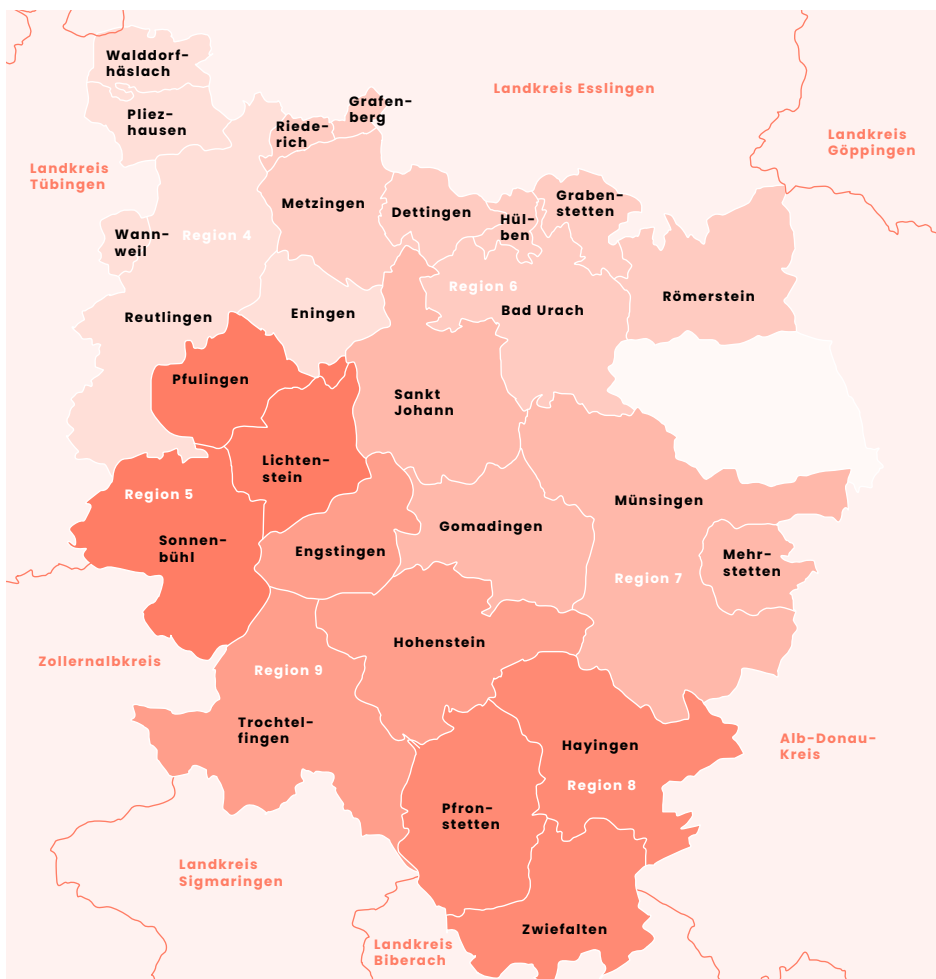 Walddorf-
häslach
Landkreis Esslingen
Grafen-
berg
Pliez-
hausen
Riede-
rich
Landkreis
Göppingen
Landkreis
Tübingen
Metzingen
Dettingen
Graben-
stetten
Hül-
ben
Wann-
weil
Region 4
Region 6
Römerstein
Reutlingen
Eningen
Bad Urach
Pfulingen
Sankt
Johann
Lichten-
stein
Region 5
Münsingen
Gomadingen
Sonnen-
bühl
Engstingen
Mehr-
stetten
Region 7
Hohenstein
Zollernalbkreis
Region 9
Trochtel-
fingen
Hayingen
Alb-Donau-
Kreis
Region 8
Pfron-
stetten
Landkreis
Sigmaringen
Zwiefalten
Landkreis
Biberach